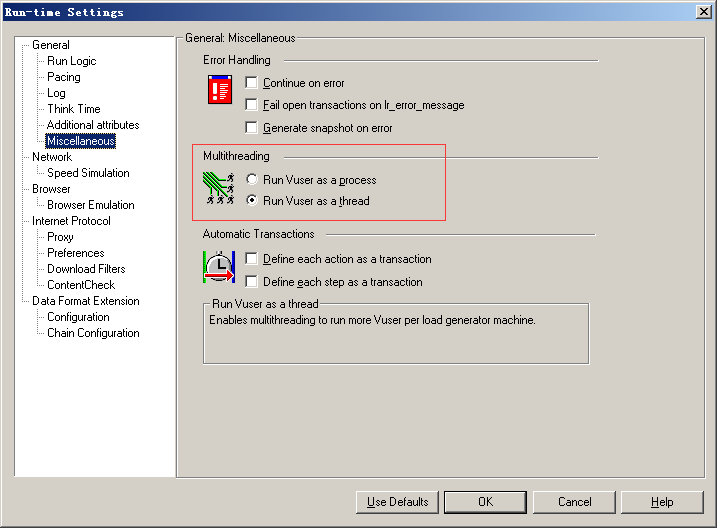 Run-time Settings
General
Run Logic
Pacing
Log
Think Time
Additional attributes
Miscellaneous
Network
Speed Simulation
Browser
Browser Emulation
Internet Protocol
Proxy
Preferences
Download Filters
ContentCheck
Data Format Extension
Configuration
Chain Configuration
General: Miscellaneous
Error Handling
Continue on error
Fail open transactions on lr_error_message
Generate snapshot on error
Multithreading
Run Vuser as a process
Run Vuser as a thread
Automatic Transactions
Define each action as a transaction
Define each step as a transaction
Run Vuser as a thread
Enables multithreading to run more Vuser per load generator machine.
Use Defaults
OK
Cancel
Help